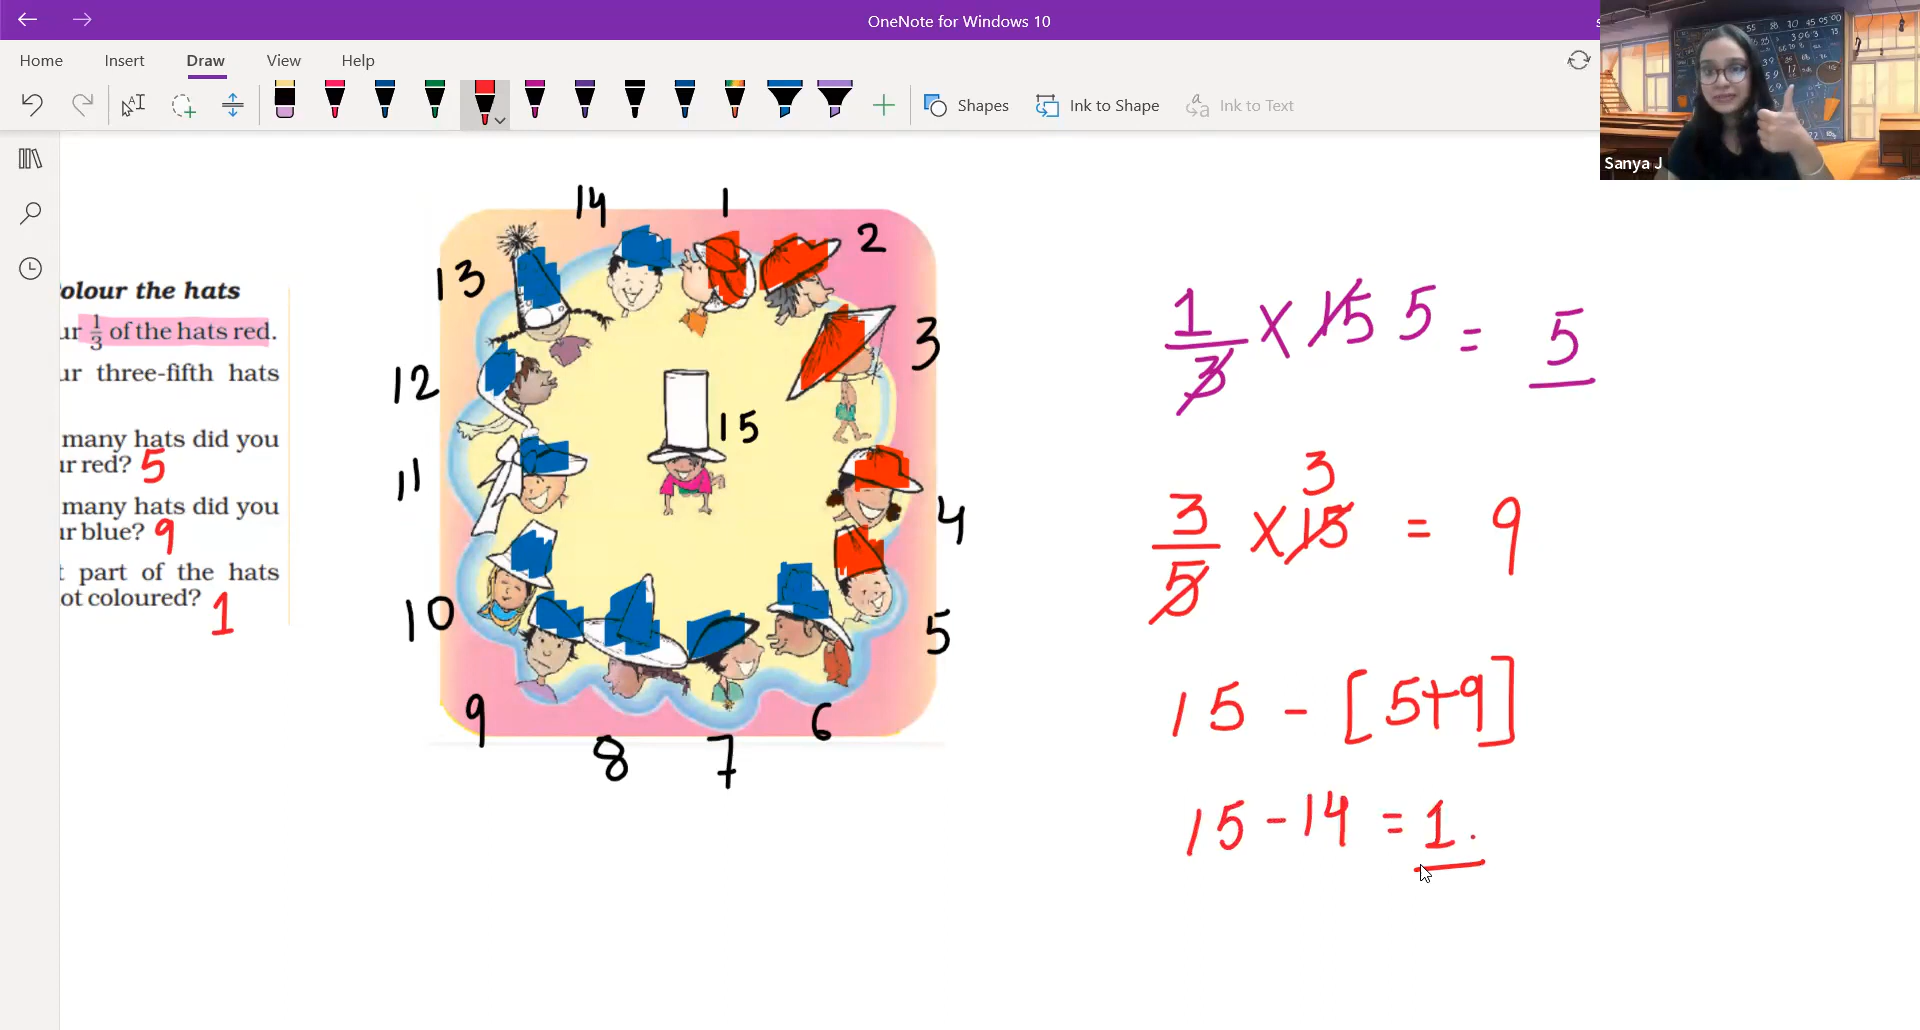 OneNote for Windows 10
Home Insert Draw View Help
Shapes Ink to Shape Ink to Text
Sanya J
olour the hats
ur 1/3 of the hats red.
ur three-fifth hats
many hats did you
ur red? 5
many hats did you
ur blue? 9
t part of the hats
ot coloured? 1
14 1
2
13
3
12
15
11
4
10
5
9
6
8 7
1/3 X 15 5 = 5
3
3/5 X 15 = 9
15 - [5+9]
15 - 14 = 1.